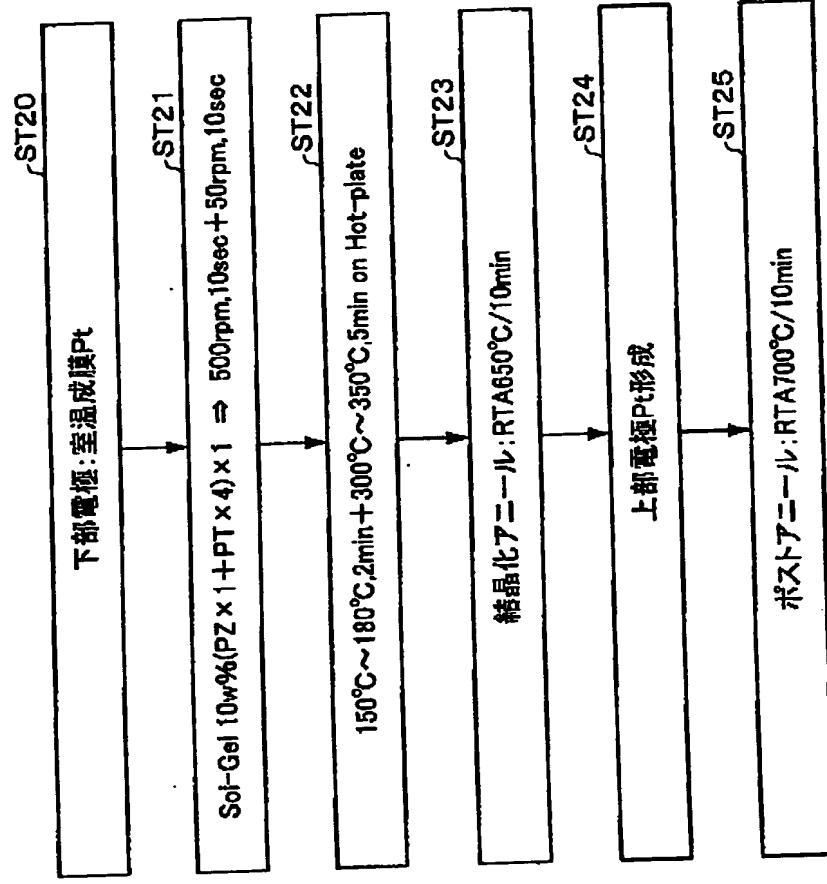 ST20
下部電極:室温成膜Pt
ST21
Sol-Gel 10w%(PZ×1+PT×4)×1 ⇒ 500rpm,10sec+50rpm,10sec
ST22
150℃~180℃,2min+300℃~350℃,5min on Hot-plate
ST23
結晶化アニール:RTA650℃/10min
ST24
上部電極Pt形成
ST25
ポストアニール:RTA700℃/10min